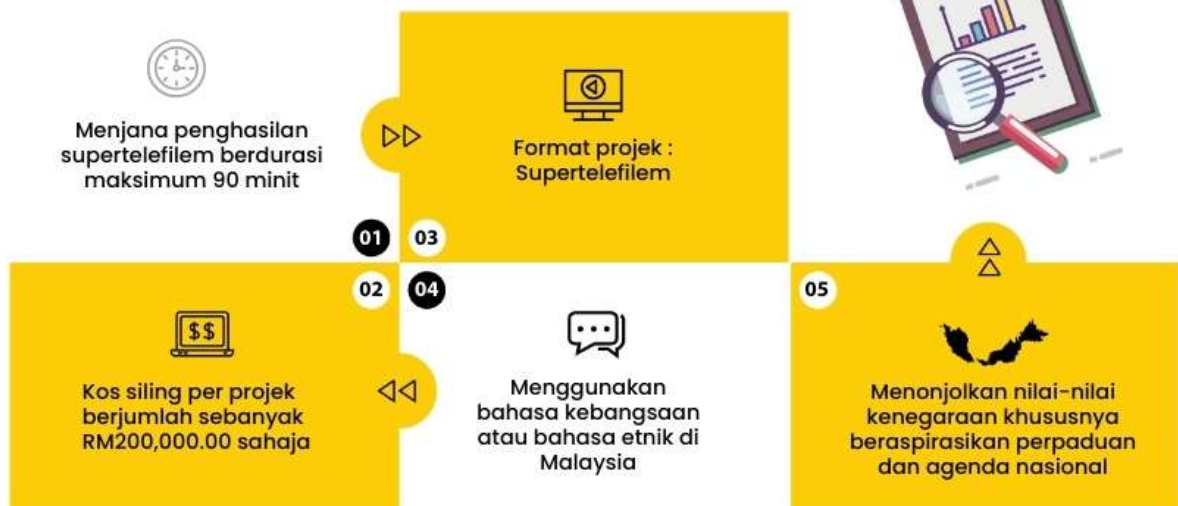 Menjana penghasilan
supertelefilem berdurasi
maksimum 90 minit
01
02
$$
Kos siling per projek
berjumlah sebanyak
RM200,000.00 sahaja
03
Format projek :
Supertelefilem
04
Menggunakan
bahasa kebangsaan
atau bahasa etnik di
Malaysia
05
Menonjolkan nilai-nilai
kenegaraan khususnya
beraspirasikan perpaduan
dan agenda nasional